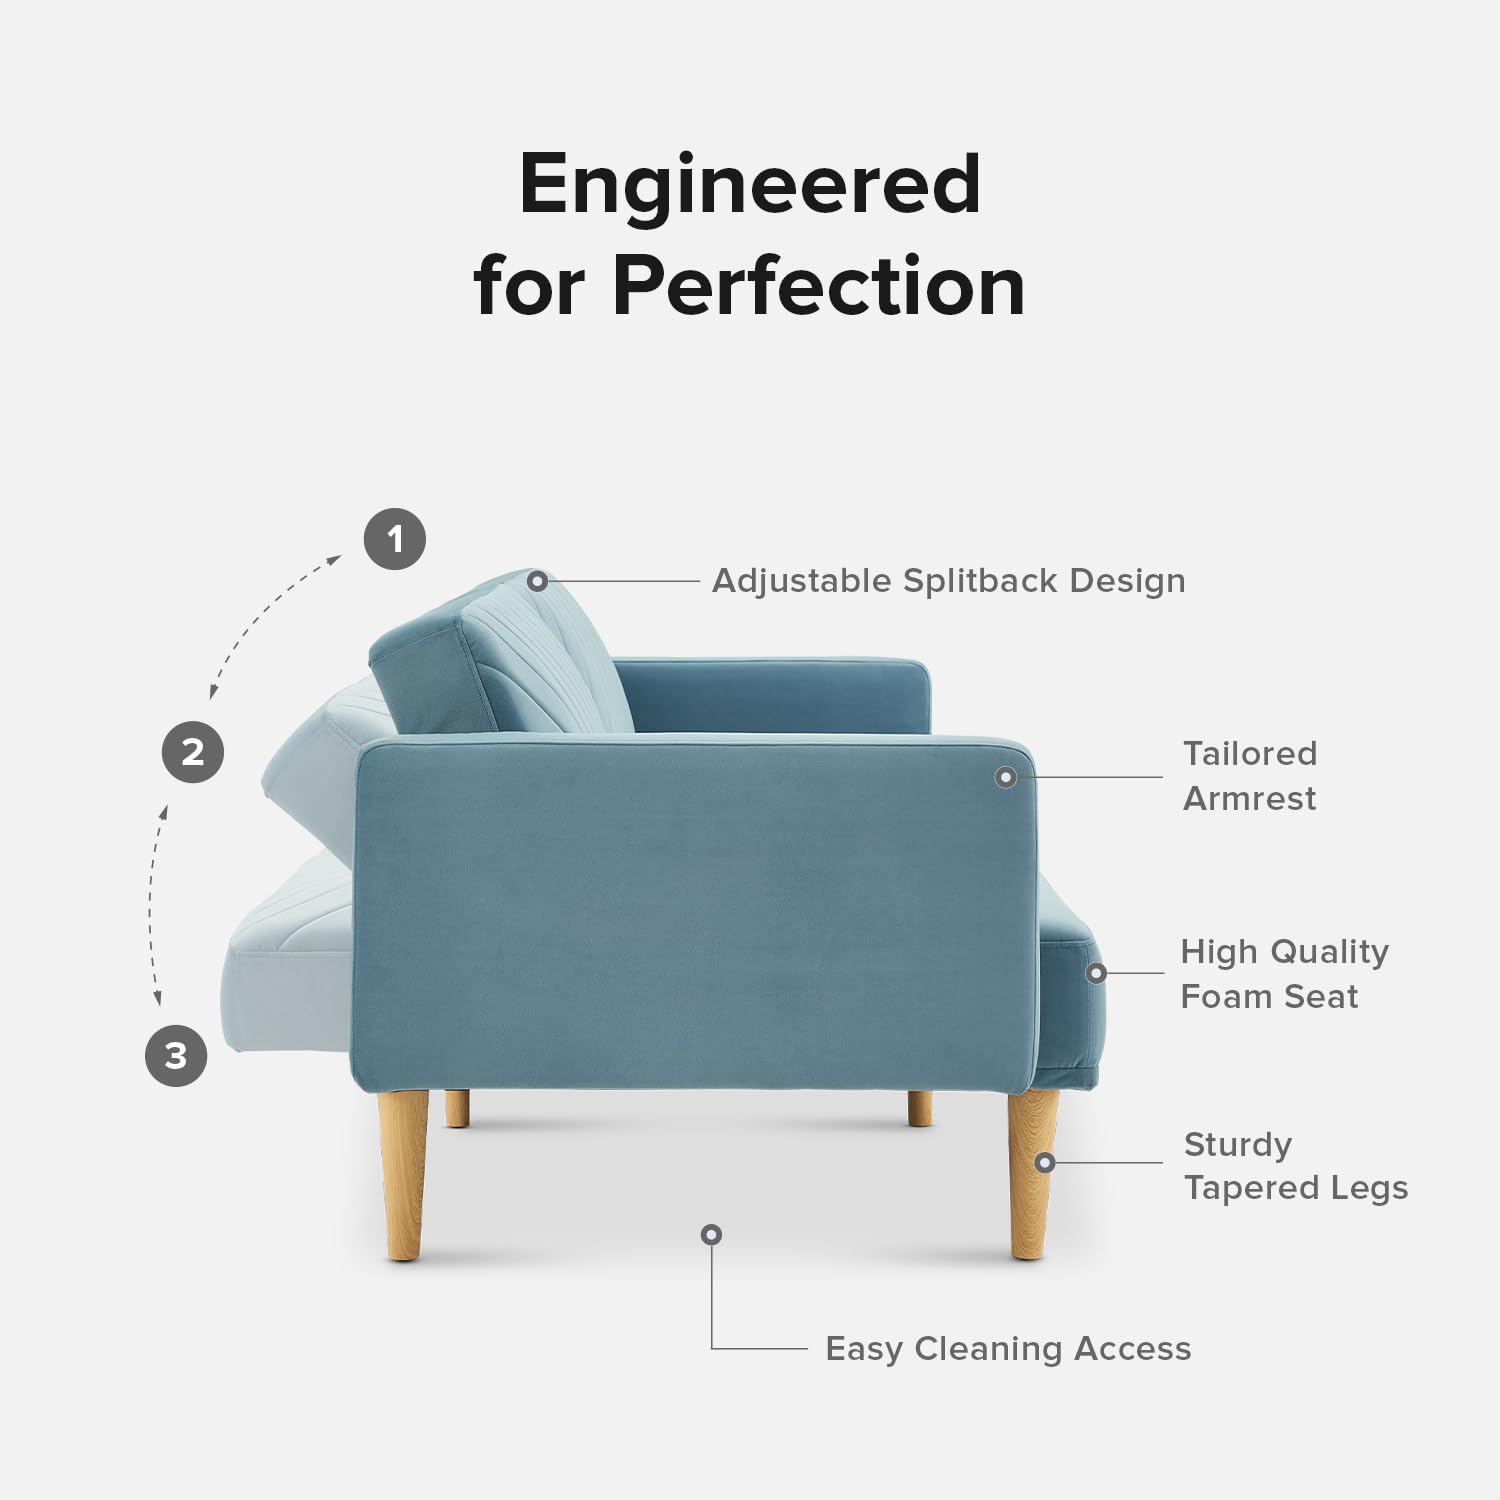 Engineered
for Perfection
1
Adjustable Splitback Design
2
Tailored
Armrest
High Quality
Foam Seat
3
Sturdy
Tapered Legs
Easy Cleaning Access